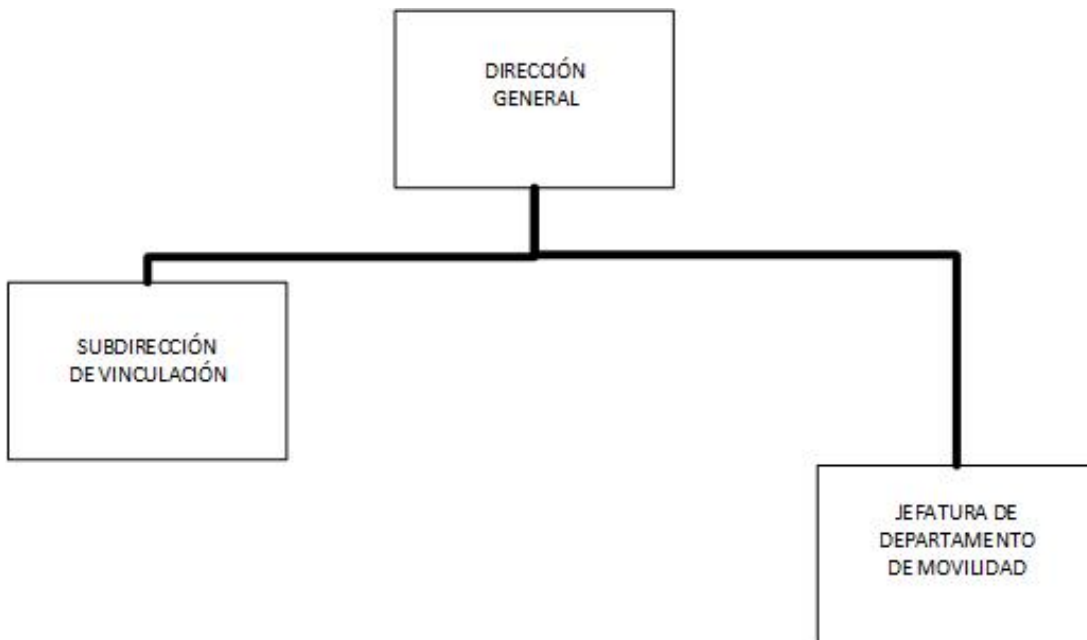 DIRECCIÓN
GENERAL
SUBDIRECCIÓN
DE VINCULACIÓN
JEFATURA DE
DEPARTAMENTO
DE MOVILIDAD